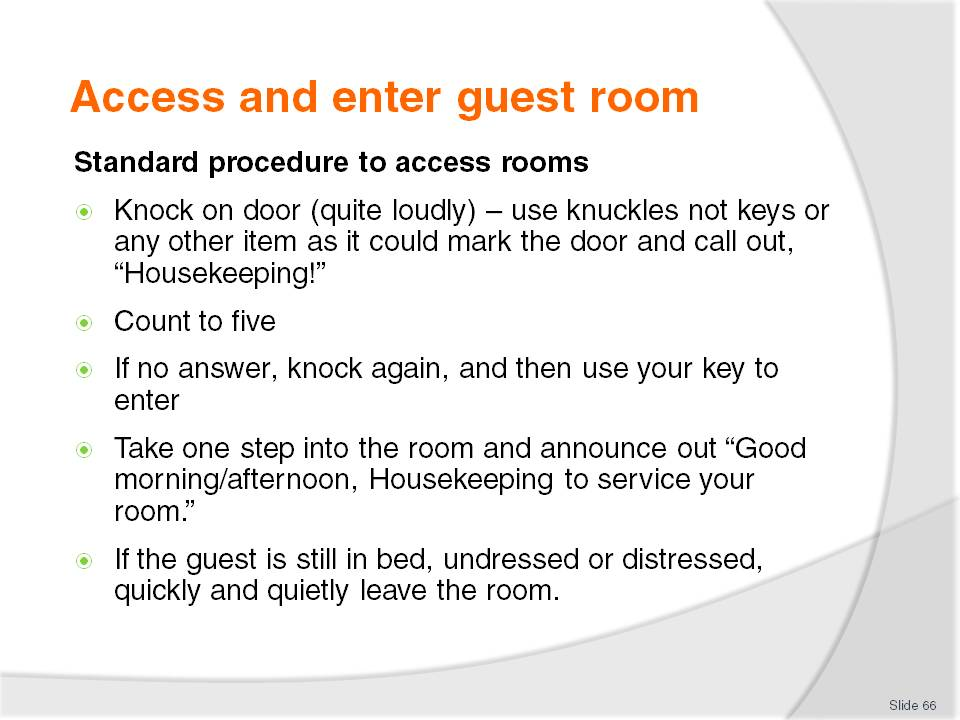 Access and enter guest room
Standard procedure to access rooms
Knock on door (quite loudly) – use knuckles not keys or
any other item as it could mark the door and call out,
“Housekeeping!”
Count to five
If no answer, knock again, and then use your key to
enter
Take one step into the room and announce out “Good
morning/afternoon, Housekeeping to service your
room.”
If the guest is still in bed, undressed or distressed,
quickly and quietly leave the room.
Slide 66